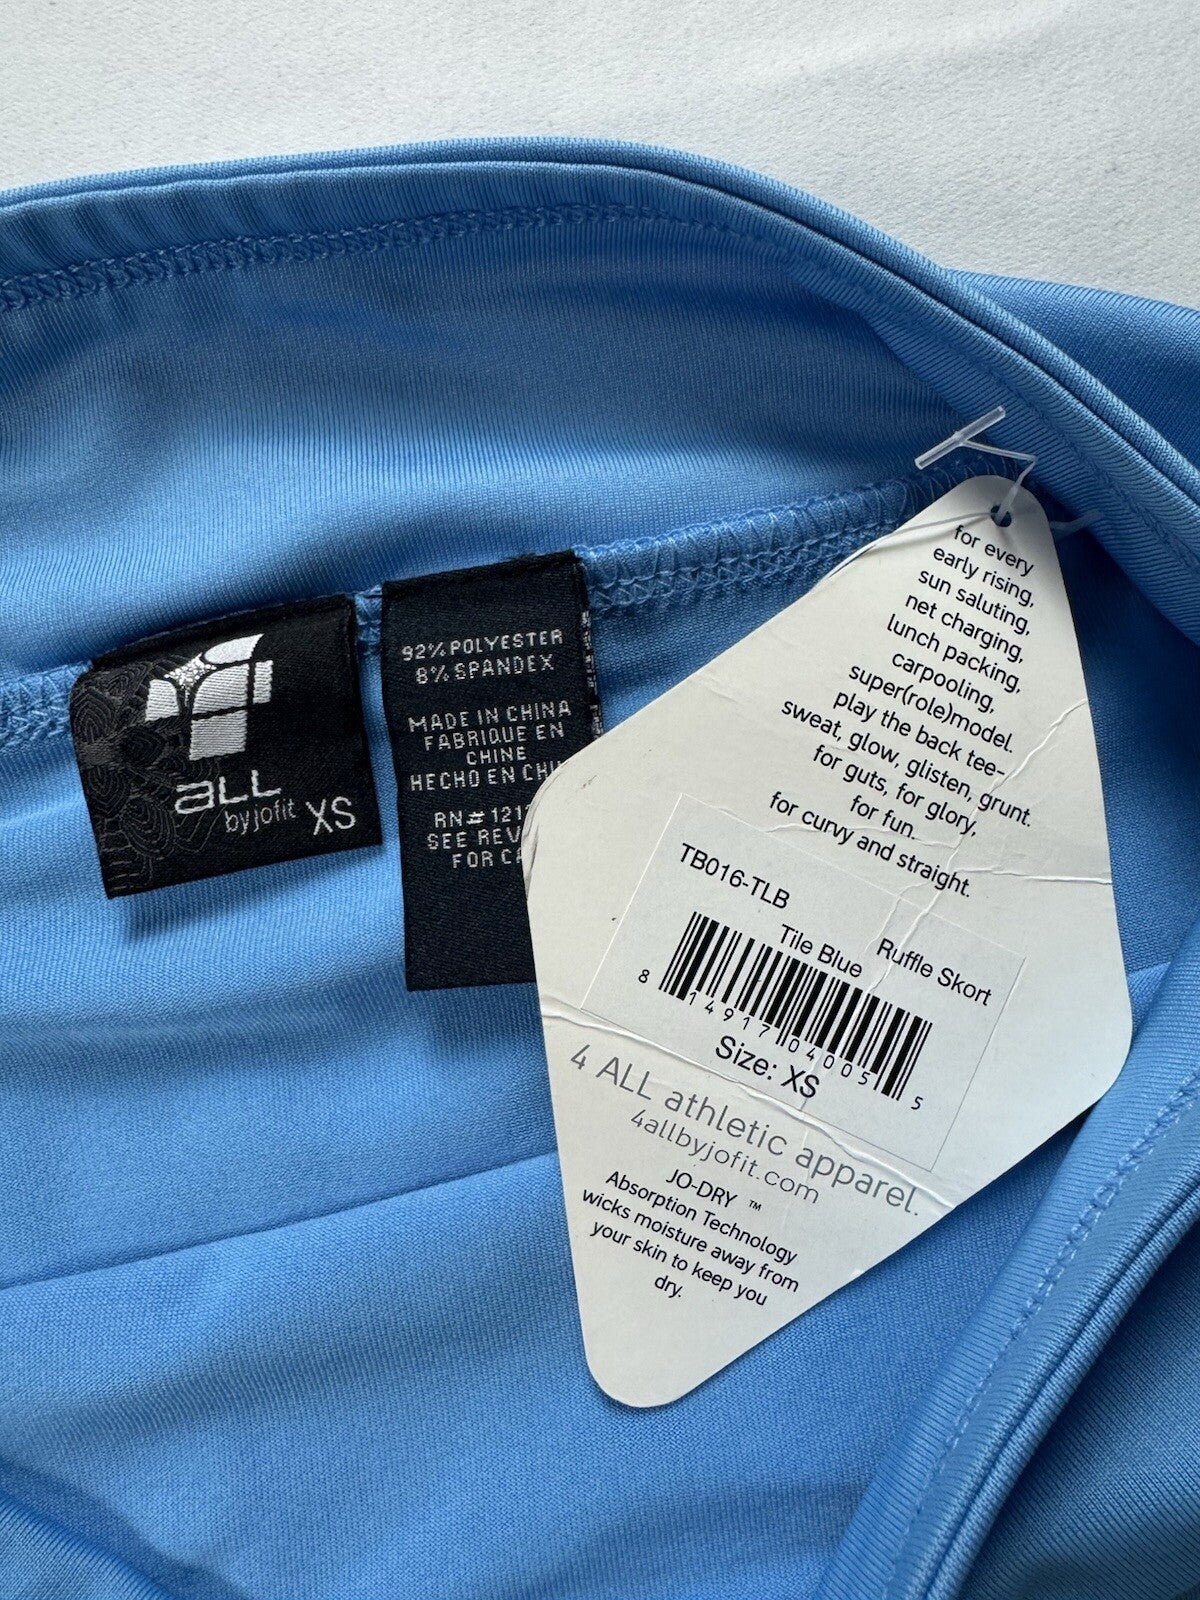 ALL
by jofit XS
92% POLYESTER
8% SPANDEX
MADE IN CHINA
FABRIQUE EN
CHINE
HECHO EN
RN#
SEE
FOR
for every
early rising,
sun saluting,
net charging,
lunch packing,
carpooling,
super(role)model.
play the back tee-
sweat, glow, glisten, grunt.
for guts, for glory,
for fun.
for curvy and straight.
TB016-TLB
Tile Blue Ruffle Skort
8 14917 04005 5
Size: XS
4 ALL athletic apparel.
4allbyjofit.com
JO-DRY ™
Absorption Technology
wicks moisture away from
your skin to keep you
dry.